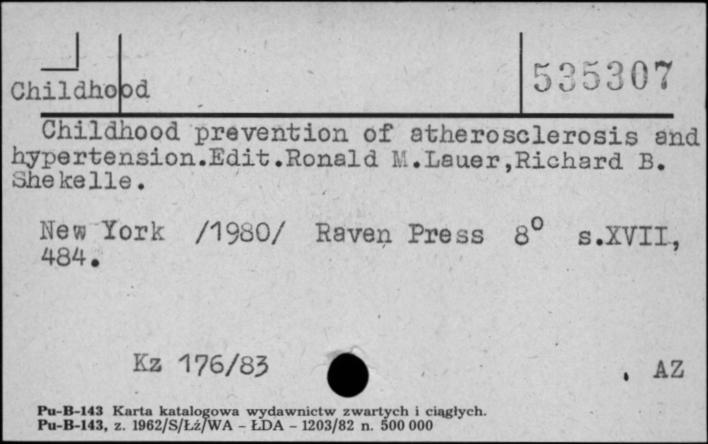 Childhood
535307
Childhood prevention of atherosclerosis and
hypertension.Edit.Ronald M.Lauer,Richard B.
Shekelle.
New York /1980/ Raven Press 8° s.XVII,
484.
Kz 176/83
. AZ
Pu-B-143 Karta katalogowa wydawnictw zwartych i ciągłych.
Pu-B-143, z. 1962/S/Łź/WA - ŁDA - 1203/82 n. 500 000